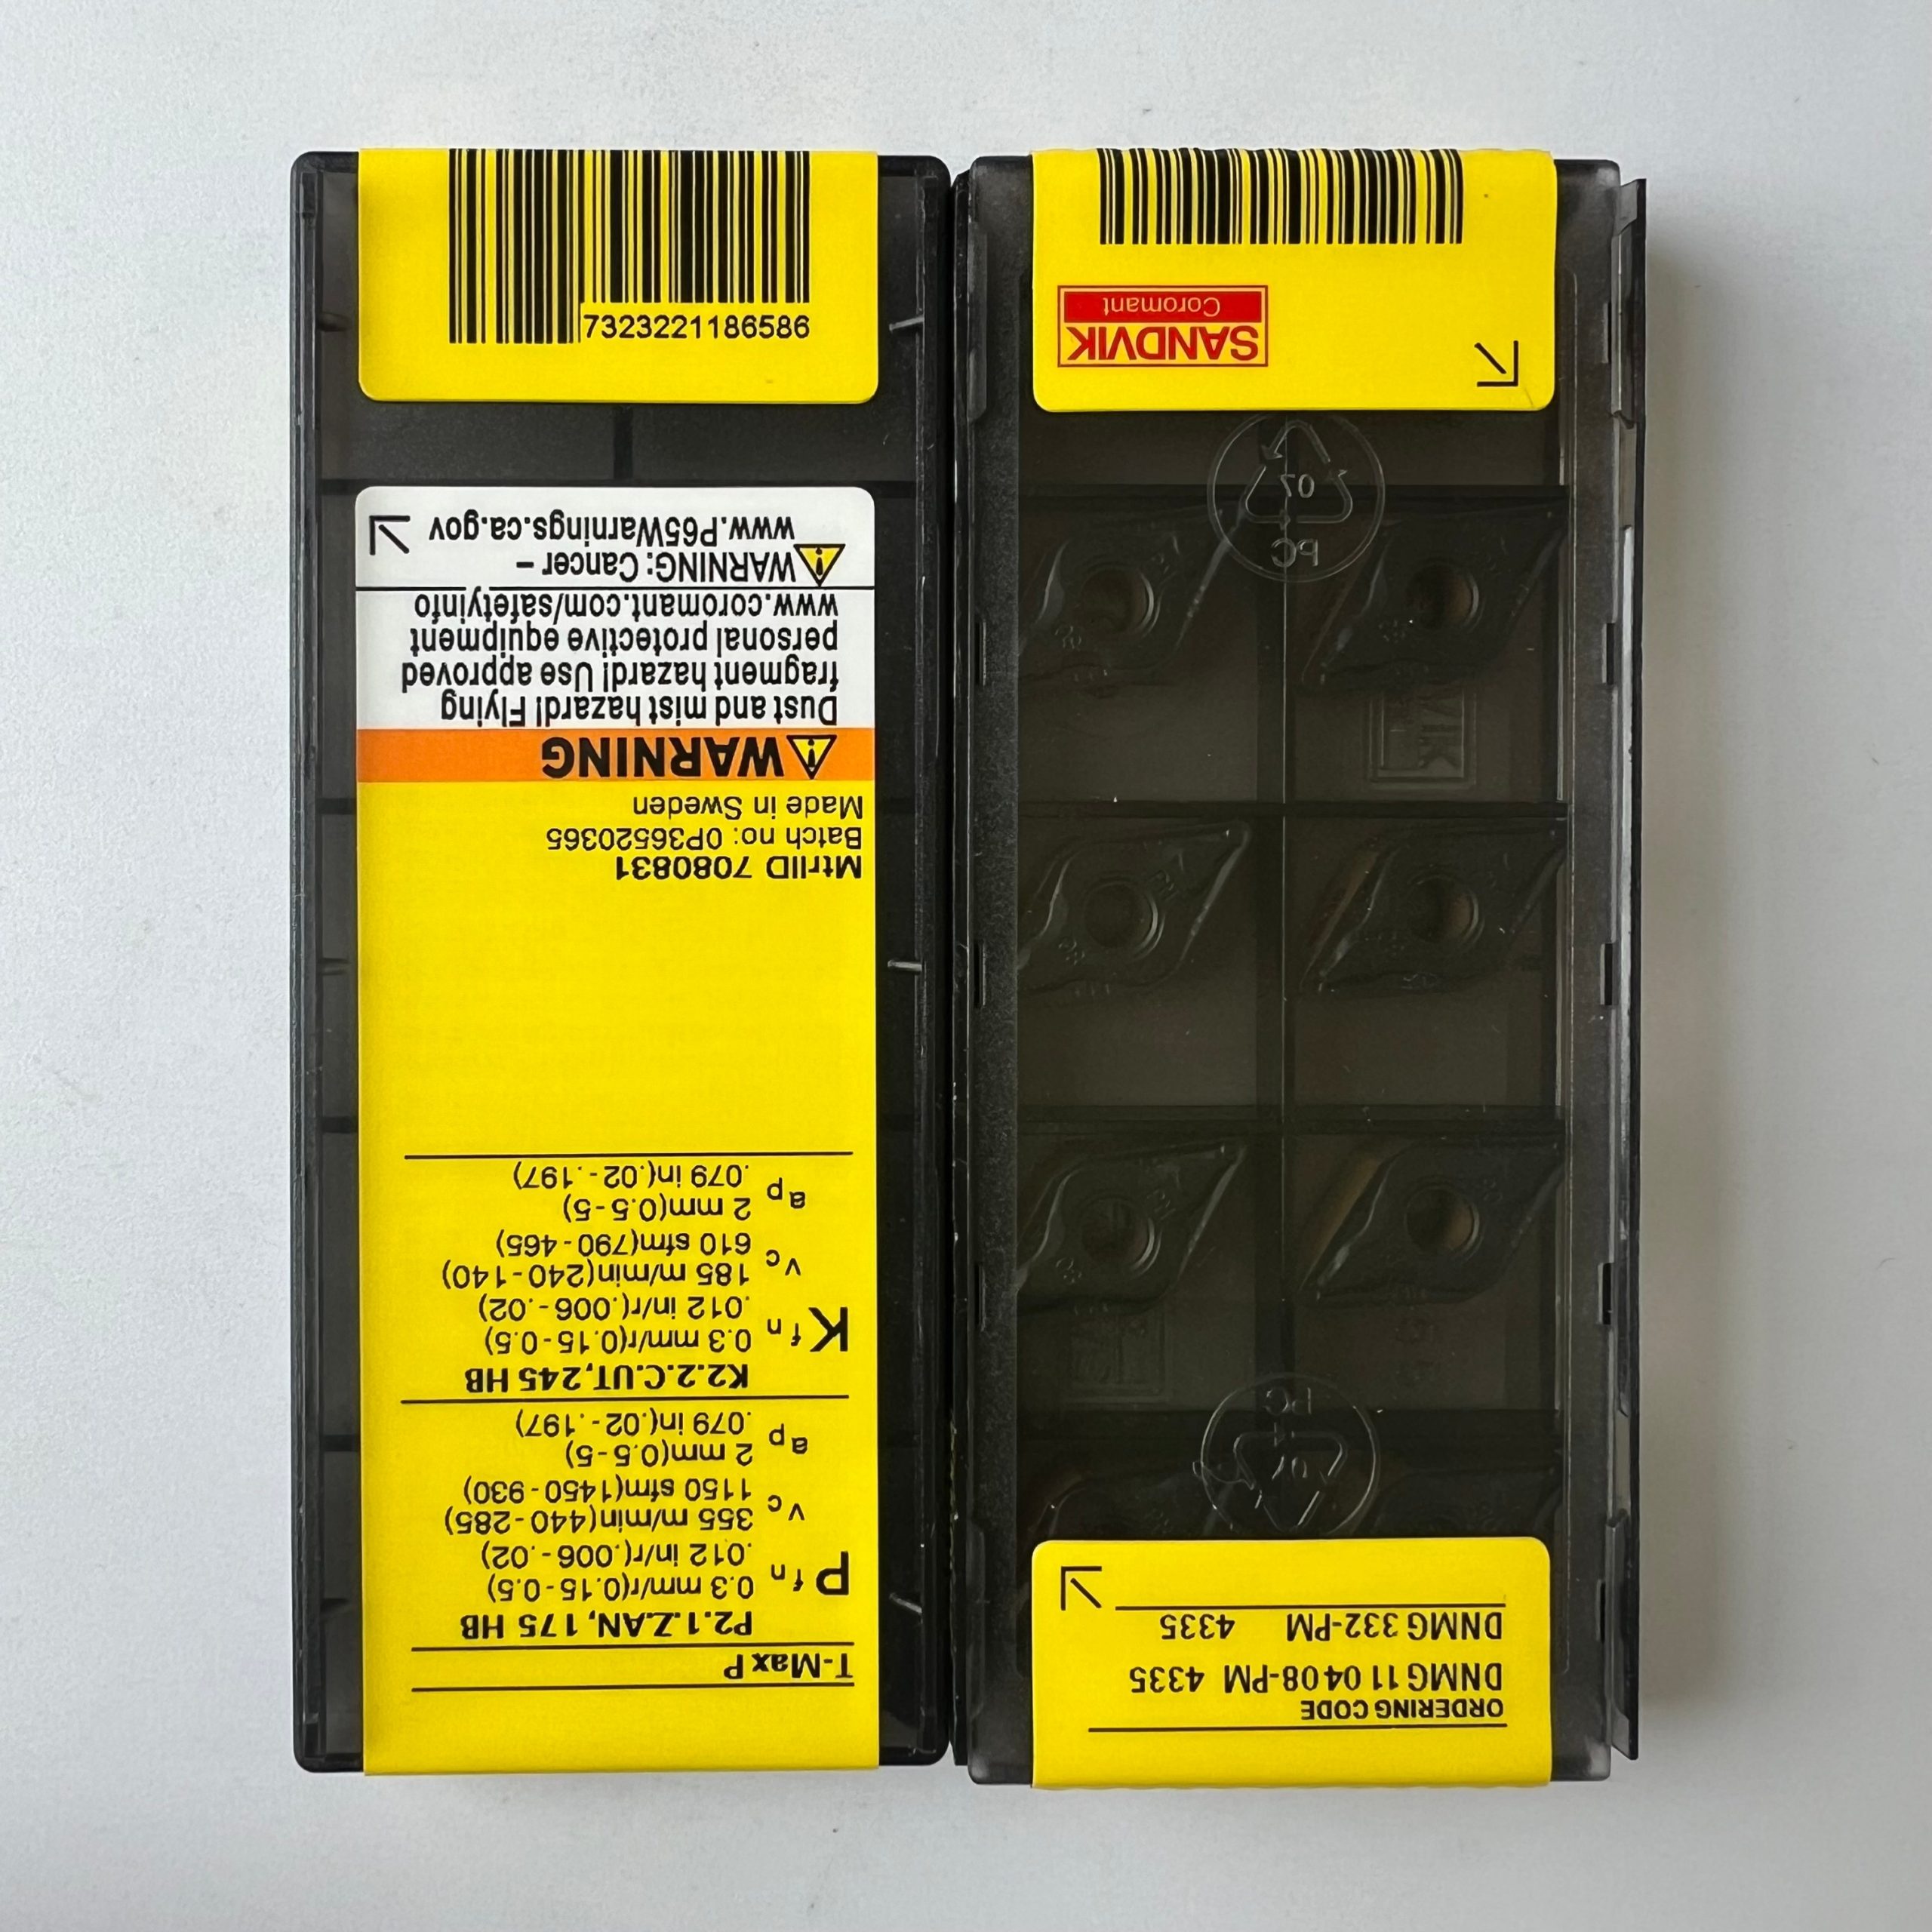 7323221186586
T-Max P
P2.1.Z.AN, 175 HB
P fn 0.3 mm/r(0.15-0.5)
.012 in/r(.006-.02)
vc 355 m/min(440-285)
1150 sfm(1450-930)
ap 2 mm(0.5-5)
.079 in(.02-.197)
K2.2.C.UT,245 HB
K fn 0.3 mm/r(0.15-0.5)
.012 in/r(.006-.02)
vc 185 m/min(240-140)
610 sfm(790-465)
ap 2 mm(0.5-5)
.079 in(.02-.197)
MtrlID 7080831
Batch no: 0P36520365
Made in Sweden
WARNING
Dust and mist hazard! Flying
fragment hazard! Use approved
personal protective equipment
www.coromant.com/safetyinfo
WARNING: Cancer –
www.P65Warnings.ca.gov
ORDERING CODE
DNMG 11 04 08-PM 4335
DNMG 332-PM 4335
PC
07
SANDVIK
Coromant
07
PC